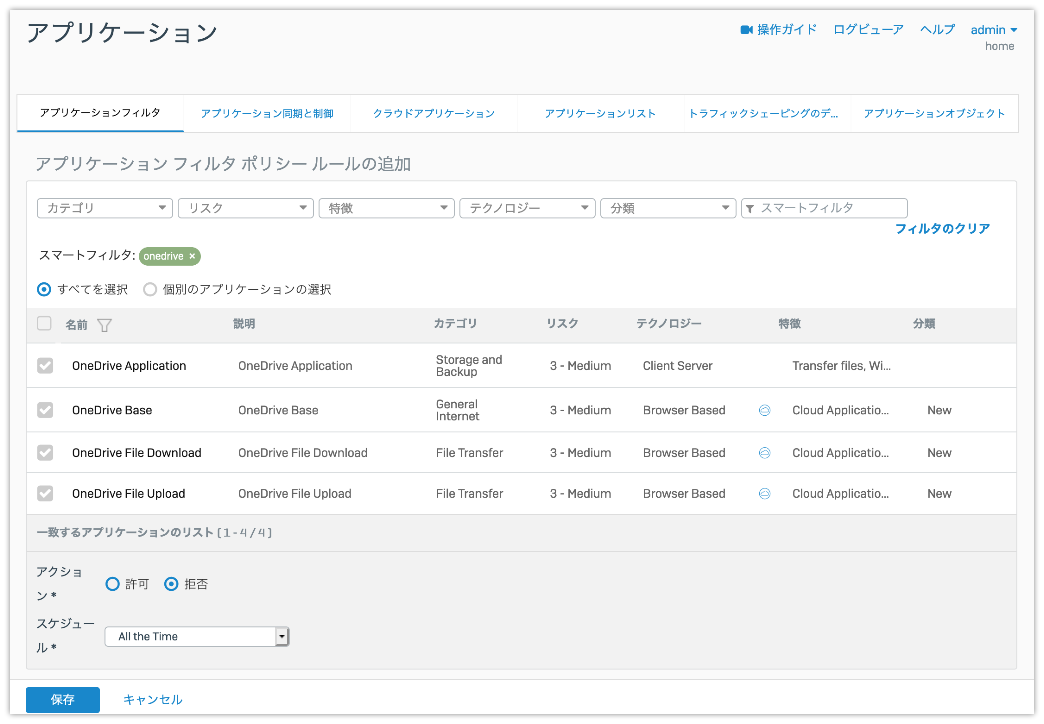 アプリケーション
操作ガイド ログビューア ヘルプ admin
home
アプリケーションフィルタ アプリケーション同期と制御 クラウドアプリケーション アプリケーションリスト トラフィックシェーピングのデ... アプリケーションオブジェクト
アプリケーション フィルタ ポリシー ルールの追加
カテゴリ リスク 特徴 テクノロジー 分類 スマートフィルタ
フィルタのクリア
スマートフィルタ: onedrive ×
すべてを選択 個別のアプリケーションの選択
名前 説明 カテゴリ リスク テクノロジー 特徴 分類
OneDrive Application OneDrive Application Storage and Backup 3 - Medium Client Server Transfer files, Wi...
OneDrive Base OneDrive Base General Internet 3 - Medium Browser Based Cloud Applicatio... New
OneDrive File Download OneDrive File Download File Transfer 3 - Medium Browser Based Cloud Applicatio... New
OneDrive File Upload OneDrive File Upload File Transfer 3 - Medium Browser Based Cloud Applicatio... New
一致するアプリケーションのリスト [ 1 - 4 / 4 ]
アクション * 許可 拒否
スケジュール * All the Time
保存 キャンセル